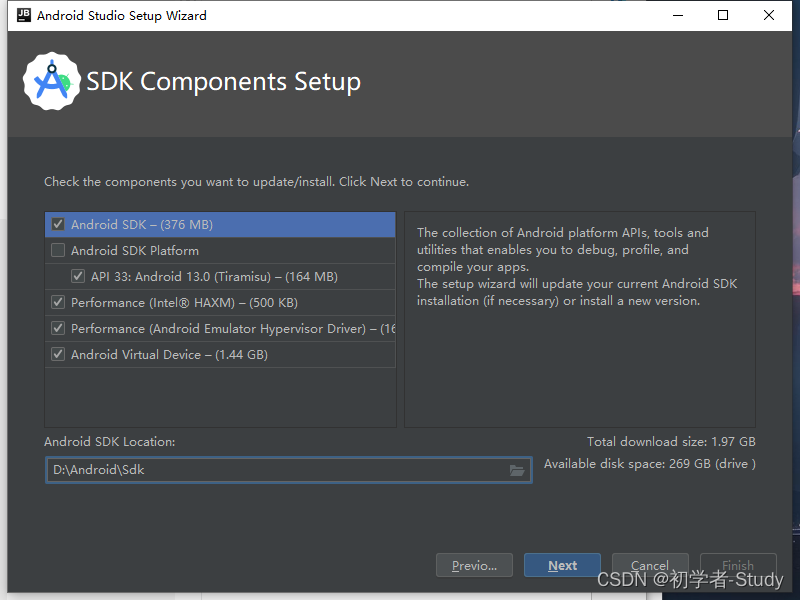 JB
Android Studio Setup Wizard
SDK Components Setup
Check the components you want to update/install. Click Next to continue.
Android SDK – (376 MB)
Android SDK Platform
API 33: Android 13.0 (Tiramisu) – (164 MB)
Performance (Intel® HAXM) – (500 KB)
Performance (Android Emulator Hypervisor Driver) – (16
Android Virtual Device – (1.44 GB)
The collection of Android platform APIs, tools and
utilities that enables you to debug, profile, and
compile your apps.
The setup wizard will update your current Android SDK
installation (if necessary) or install a new version.
Android SDK Location:
Total download size: 1.97 GB
D:\Android\Sdk
Available disk space: 269 GB (drive )
Previo...
Next
Cancel
Finish
CSDN @初学者-Study